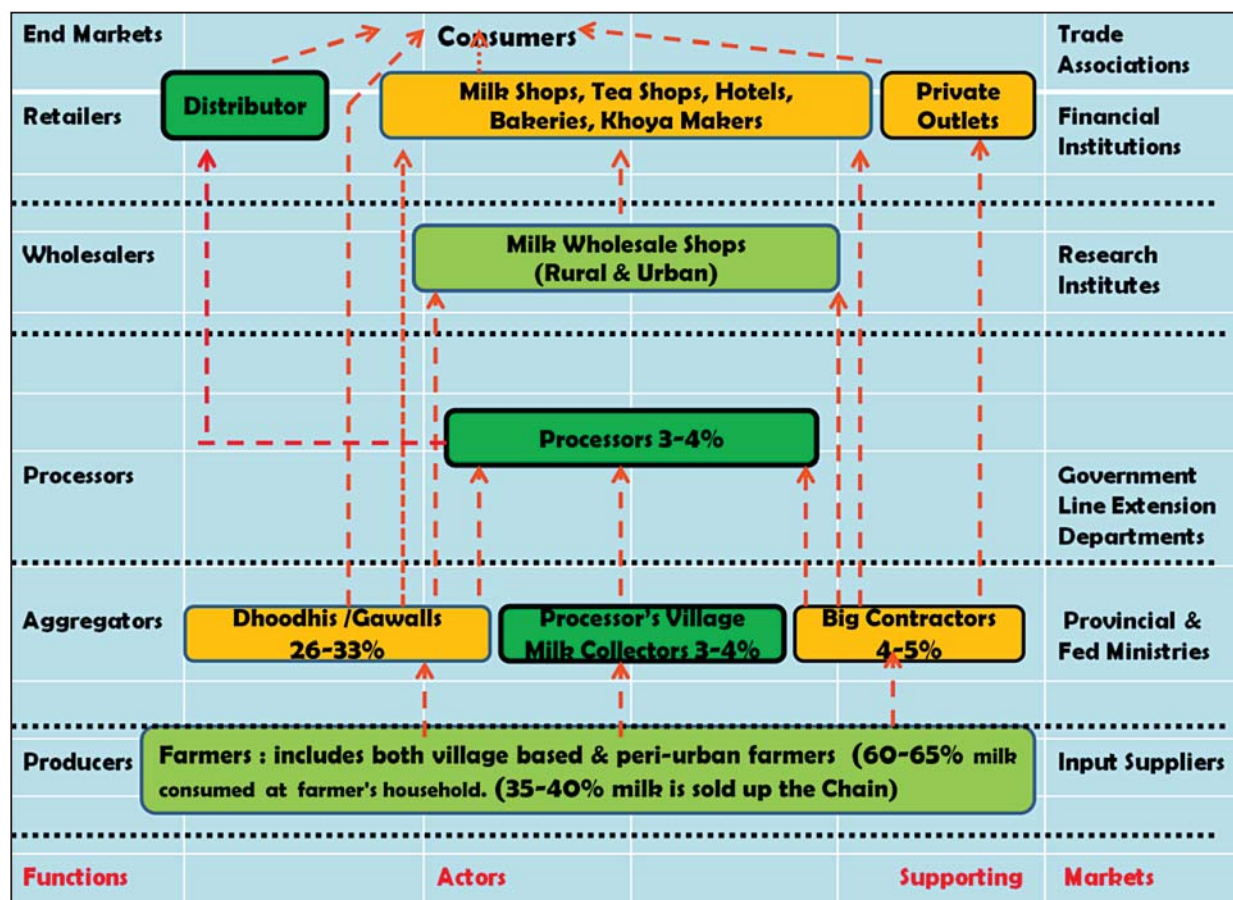 End Markets
Consumers
Trade
Associations
Distributor
Milk Shops, Tea Shops, Hotels,
Bakeries, Khoya Makers
Private
Outlets
Retailers
Financial
Institutions
Wholesalers
Milk Wholesale Shops
(Rural & Urban)
Research
Institutes
Processors 3-4%
Processors
Government
Line Extension
Departments
Aggregators
Dhoodhis /Gawalls
26-33%
Processor's Village
Milk Collectors 3-4%
Big Contractors
4-5%
Provincial &
Fed Ministries
Producers
Farmers : includes both village based & peri-urban farmers (60-65% milk
consumed at farmer's household. (35-40% milk is sold up the Chain)
Input Suppliers
Functions
Actors
Supporting
Markets